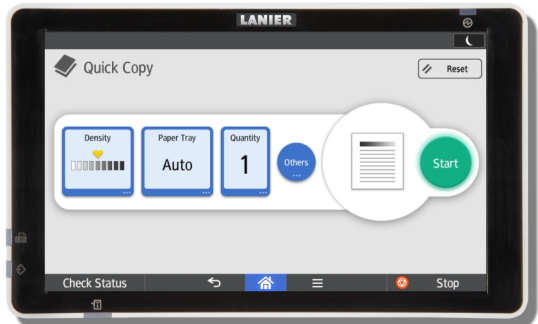 LANIER
Quick Copy
Reset
Density
Paper Tray
Quantity
Auto
1
Others
Start
Check Status
Stop